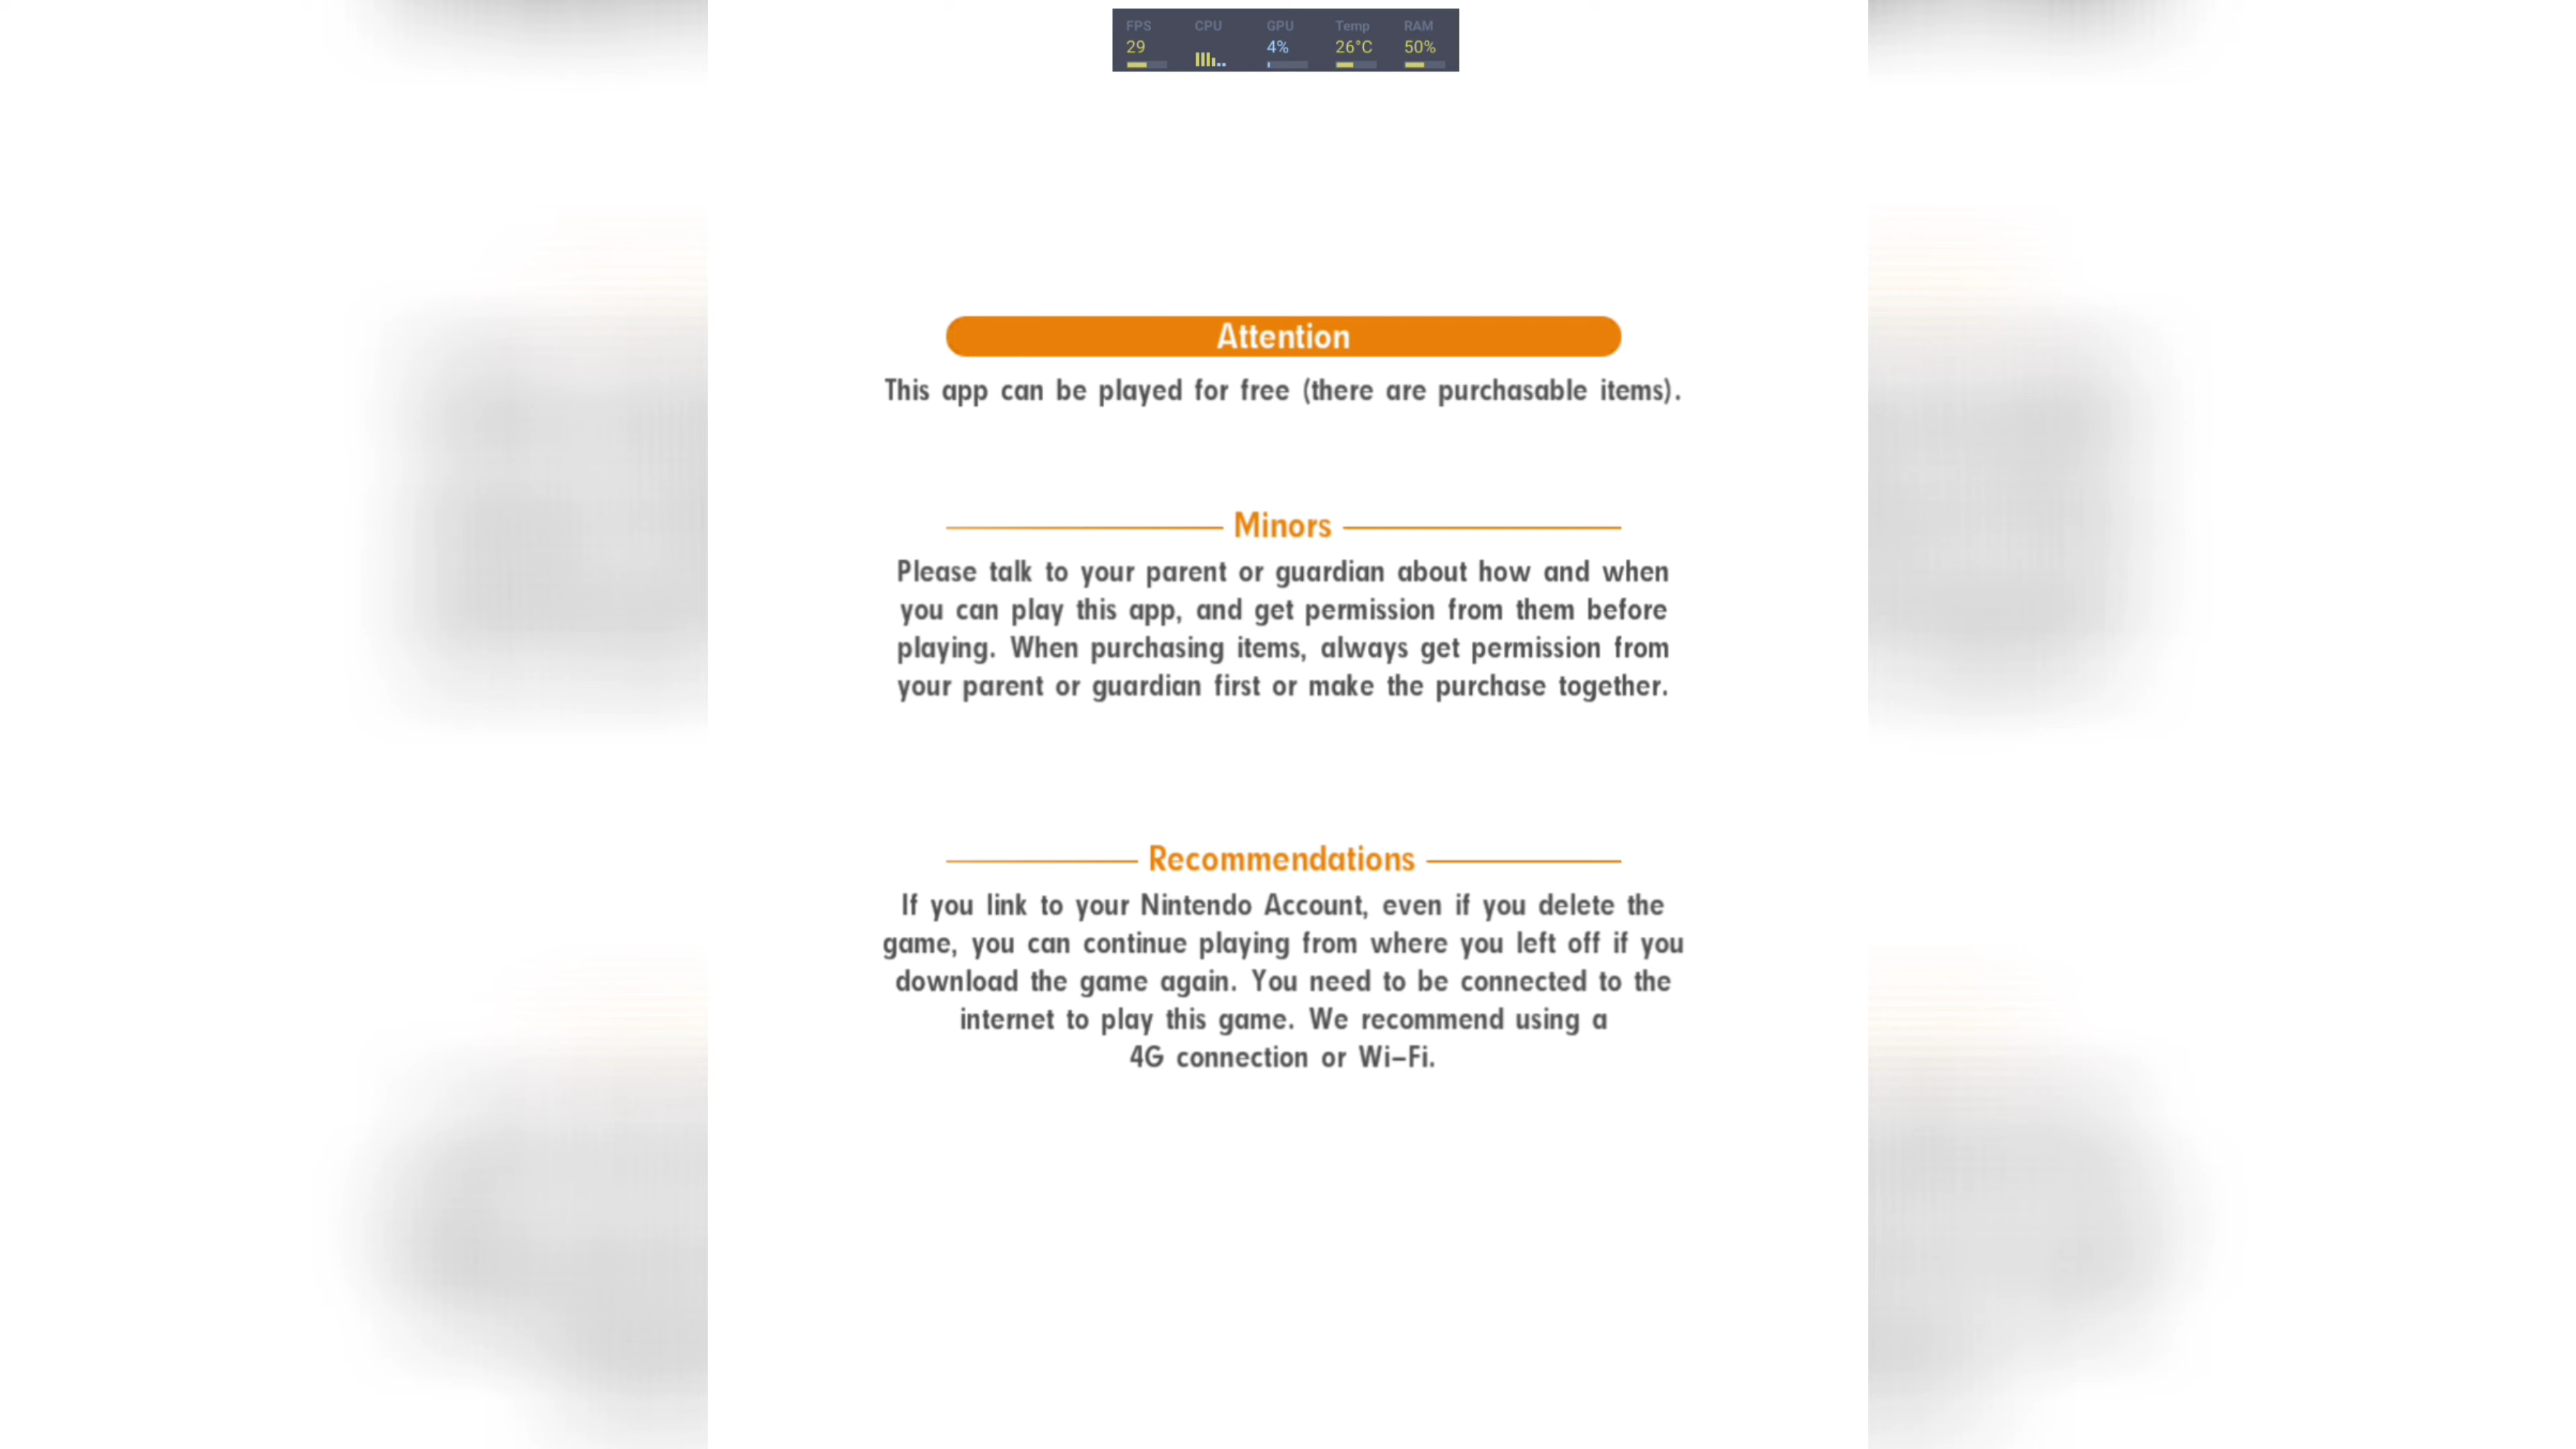 FPS CPU GPU Temp RAM
29 4% 26°C 50%
Attention
This app can be played for free (there are purchasable items).
Minors
Please talk to your parent or guardian about how and when
you can play this app, and get permission from them before
playing. When purchasing items, always get permission from
your parent or guardian first or make the purchase together.
Recommendations
If you link to your Nintendo Account, even if you delete the
game, you can continue playing from where you left off if you
download the game again. You need to be connected to the
internet to play this game. We recommend using a
4G connection or Wi–Fi.